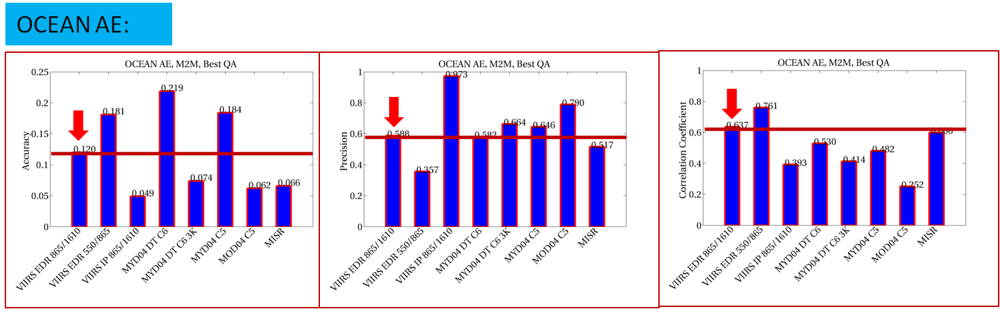 OCEAN AE:
OCEAN AE, M2M, Best QA
Accuracy
0.25
0.2
0.15
0.1
0.05
0
0.120
0.181
0.049
0.219
0.074
0.184
0.062
0.066
VIIRS EDR 865/1610
VIIRS EDR 550/865
VIIRS IP 865/1610
MYD04 DT C6
MYD04 DT C6 3K
MYD04 C5
MOD04 C5
MISR
OCEAN AE, M2M, Best QA
Precision
1
0.8
0.6
0.4
0.2
0
0.588
0.357
0.973
0.582
0.664
0.646
0.790
0.517
VIIRS EDR 865/1610
VIIRS EDR 550/865
VIIRS IP 865/1610
MYD04 DT C6
MYD04 DT C6 3K
MYD04 C5
MOD04 C5
MISR
OCEAN AE, M2M, Best QA
Correlation Coefficient
1
0.8
0.6
0.4
0.2
0
0.637
0.761
0.393
0.530
0.414
0.482
0.252
0.600
VIIRS EDR 865/1610
VIIRS EDR 550/865
VIIRS IP 865/1610
MYD04 DT C6
MYD04 DT C6 3K
MYD04 C5
MOD04 C5
MISR